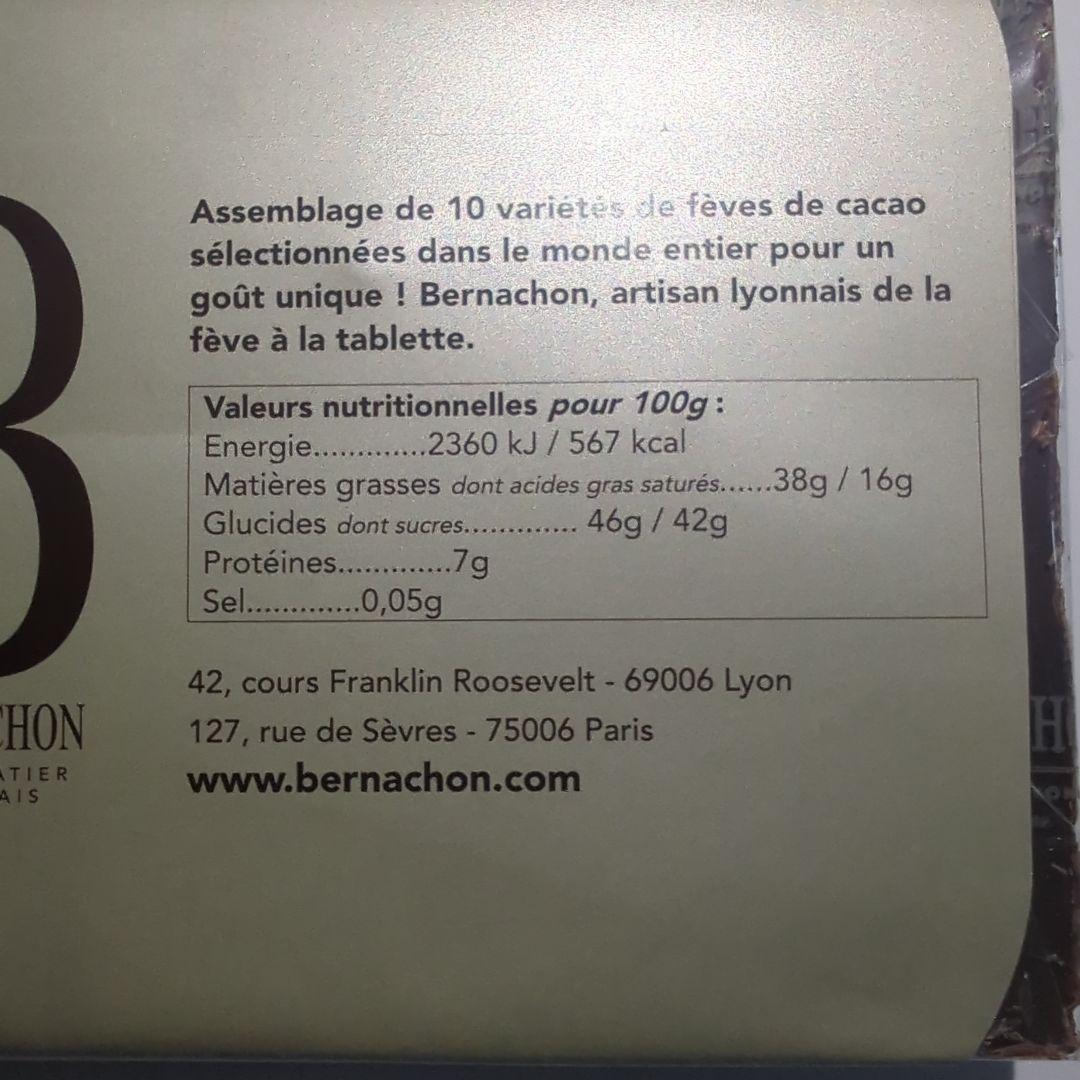 Assemblage de 10 variétés de fèves de cacao
sélectionnées dans le monde entier pour un
goût unique ! Bernachon, artisan lyonnais de la
fève à la tablette.
Valeurs nutritionnelles pour 100g :
Energie.............2360 kJ / 567 kcal
Matières grasses dont acides gras saturés......38g / 16g
Glucides dont sucres............. 46g / 42g
Protéines.............7g
Sel.............0,05g
42, cours Franklin Roosevelt - 69006 Lyon
127, rue de Sèvres - 75006 Paris
www.bernachon.com
CHON
ATIER
AIS